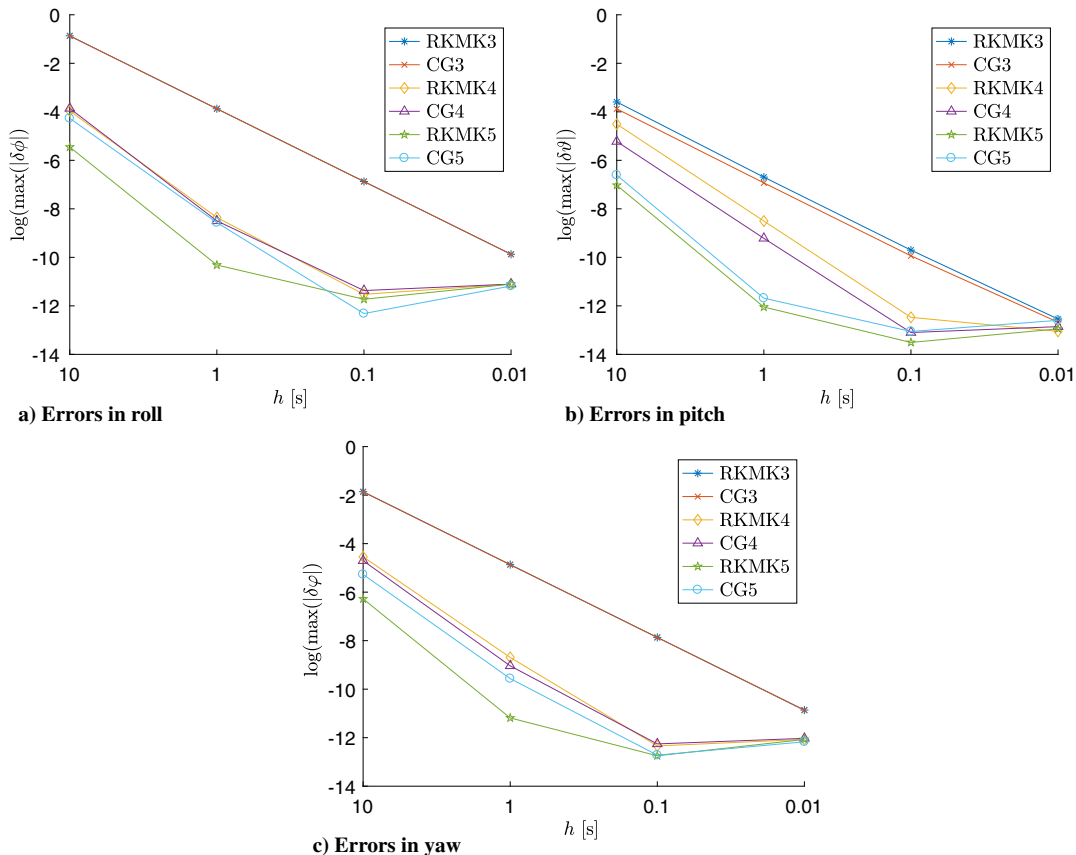 0
-2
-4
-6
-8
-10
-12
-14
log(max(|δϕ|)
10
1
0.1
0.01
h [s]
RKMK3
CG3
RKMK4
CG4
RKMK5
CG5
a) Errors in roll
0
-2
-4
-6
-8
-10
-12
-14
log(max(|δϑ|)
10
1
0.1
0.01
h [s]
RKMK3
CG3
RKMK4
CG4
RKMK5
CG5
b) Errors in pitch
0
-2
-4
-6
-8
-10
-12
-14
log(max(|δφ|)
10
1
0.1
0.01
h [s]
RKMK3
CG3
RKMK4
CG4
RKMK5
CG5
c) Errors in yaw